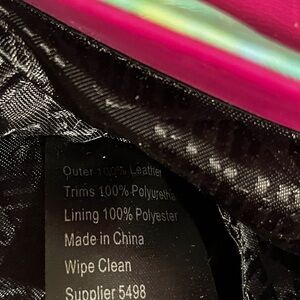 Outer 100% Leather
Trims 100% Polyuretha
Lining 100% Polyester
Made in China
Wipe Clean
Supplier 5498